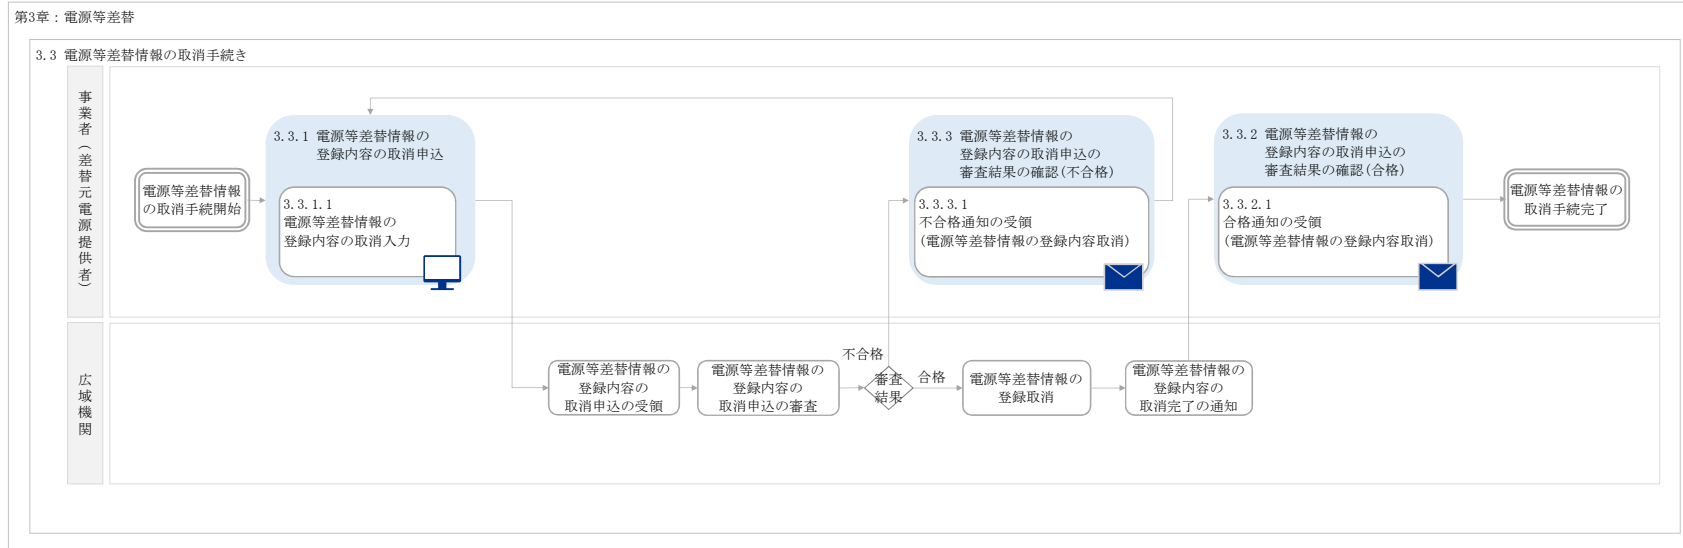 第3章：電源等差替
3.3 電源等差替情報の取消手続き
事業者（差替元電源提供者）
電源等差替情報
の取消手続開始
3.3.1 電源等差替情報の
登録内容の取消申込
3.3.1.1
電源等差替情報の
登録内容の取消入力
3.3.3 電源等差替情報の
登録内容の取消申込の
審査結果の確認(不合格)
3.3.3.1
不合格通知の受領
(電源等差替情報の登録内容取消)
3.3.2 電源等差替情報の
登録内容の取消申込の
審査結果の確認(合格)
3.3.2.1
合格通知の受領
(電源等差替情報の登録内容取消)
電源等差替情報の
取消手続完了
広域機関
電源等差替情報の
登録内容の
取消申込の受領
電源等差替情報の
登録内容の
取消申込の審査
不合格
審査
結果
合格
電源等差替情報の
登録取消
電源等差替情報の
登録内容の
取消完了の通知